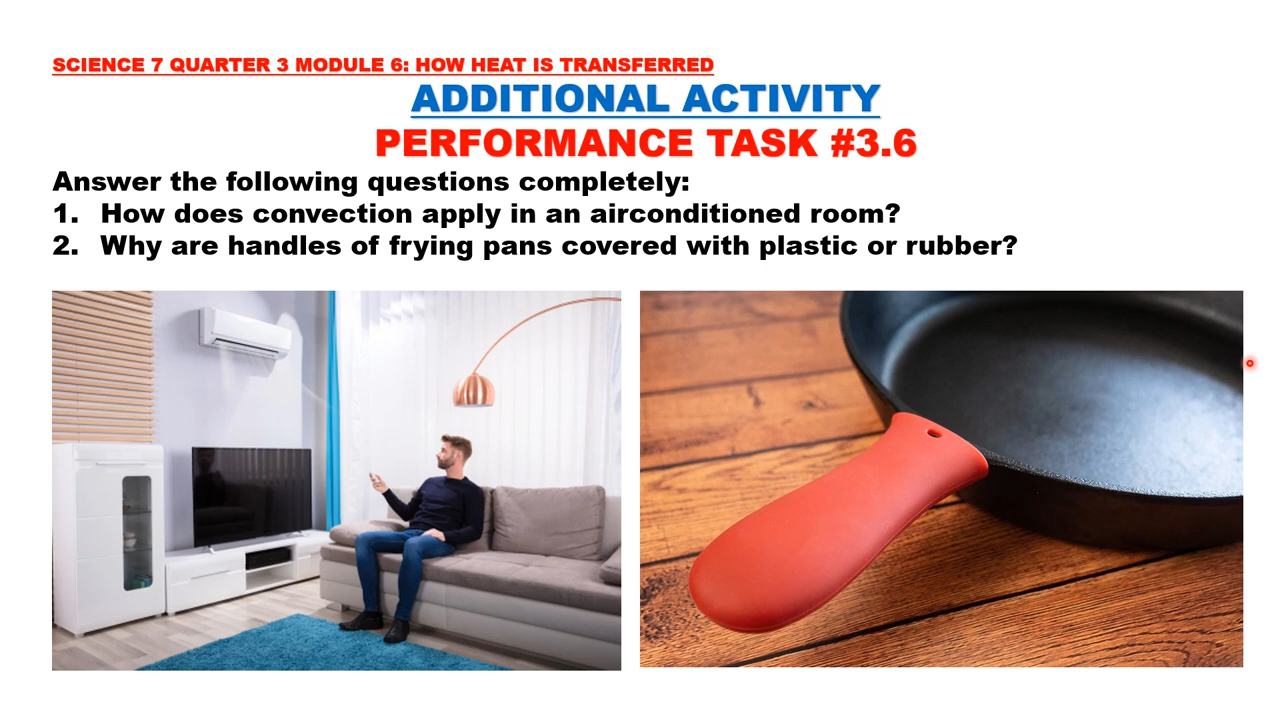 SCIENCE 7 QUARTER 3 MODULE 6: HOW HEAT IS TRANSFERRED
ADDITIONAL ACTIVITY
PERFORMANCE TASK #3.6
Answer the following questions completely:
1. How does convection apply in an airconditioned room?
2. Why are handles of frying pans covered with plastic or rubber?